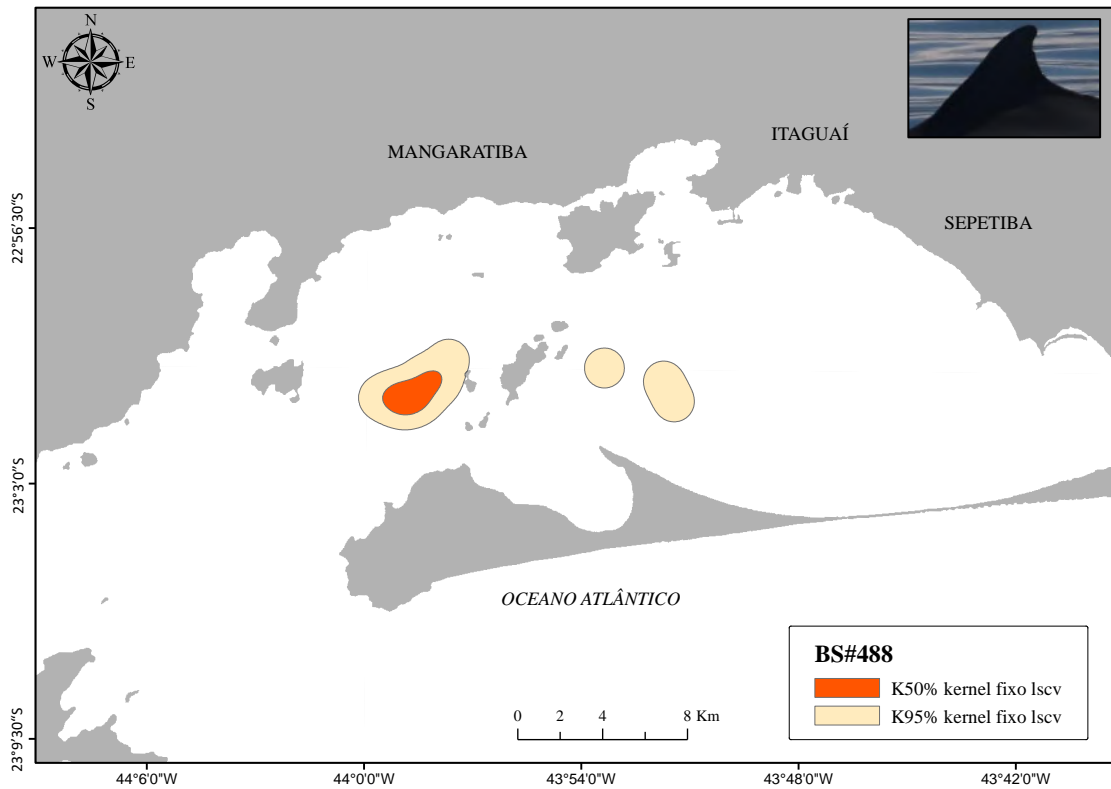 N
W E
S
MANGARATIBA
ITAGUAÍ
SEPETIBA
22°56'30"S
23°3'0"S
23°9'30"S
OCEANO ATLÂNTICO
BS#488
K50% kernel fixo lscv
K95% kernel fixo lscv
0 2 4 8 Km
44°6'0"W 44°0'0"W 43°54'0"W 43°48'0"W 43°42'0"W